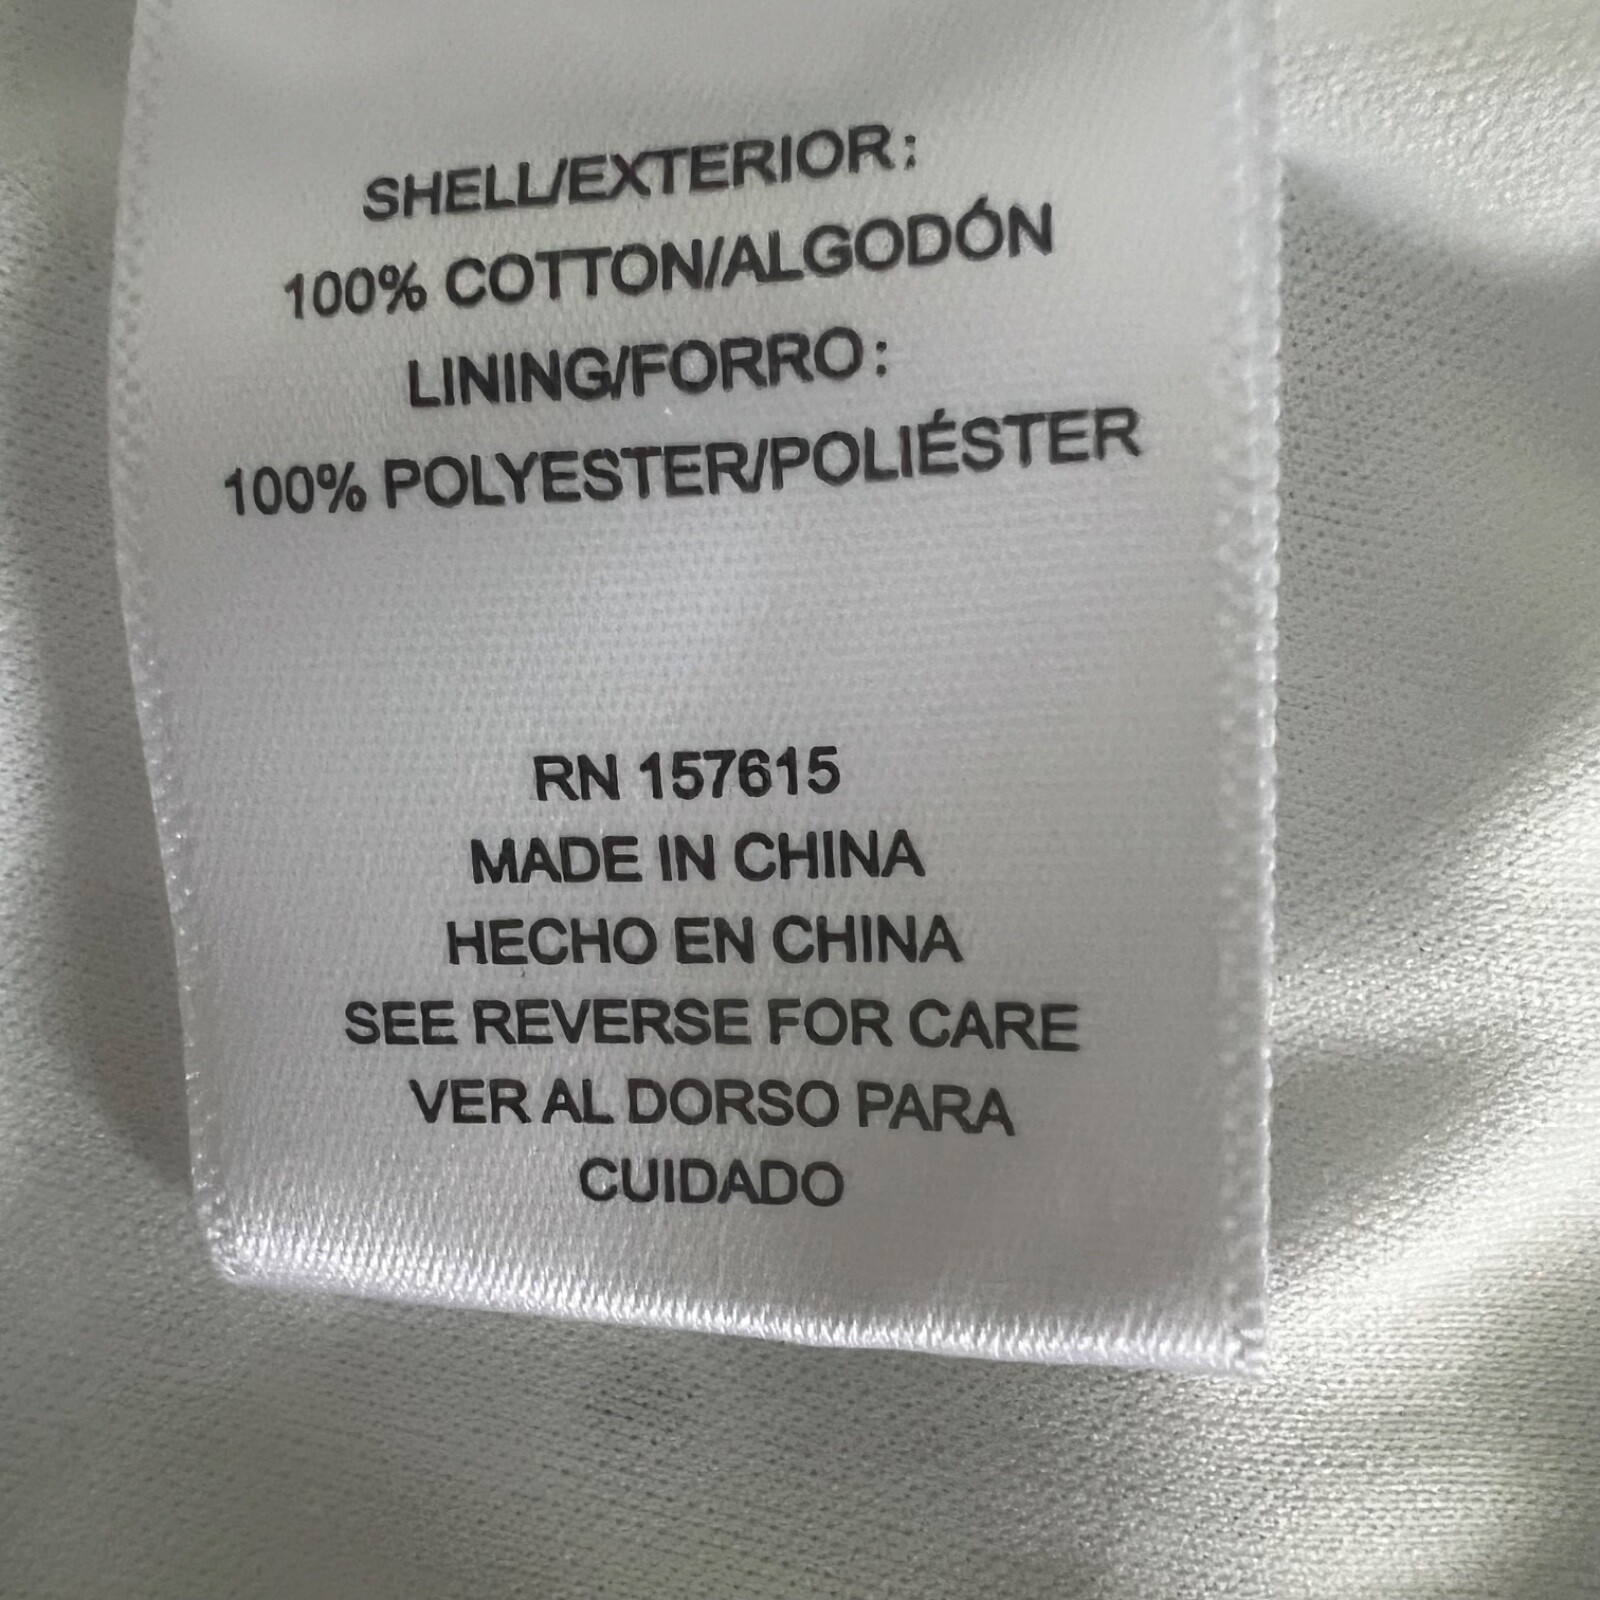 SHELL/EXTERIOR:
100% COTTON/ALGODÓN
LINING/FORRO:
100% POLYESTER/POLIÉSTER
RN 157615
MADE IN CHINA
HECHO EN CHINA
SEE REVERSE FOR CARE
VER AL DORSO PARA
CUIDADO